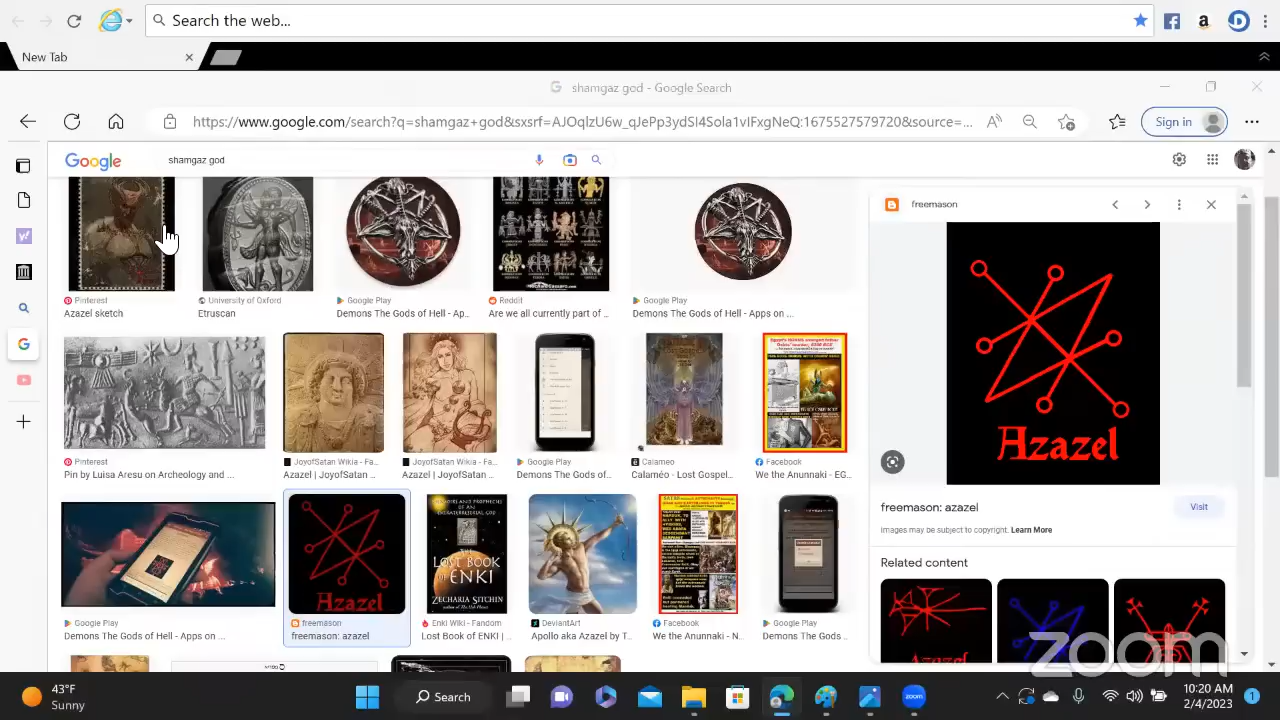 Search the web...
New Tab
shamgaz god - Google Search
https://www.google.com/search?q=shamgaz+god&sxsrf=AJOqlzU6w_qJePp3ydSI4Sola1vIFxgNeQ:1675527579720&source=...
Sign in
Google
shamgaz god
freemason
Pinterest
Azazel sketch
University of Oxford
Etruscan
Google Play
Demons The Gods of Hell - Ap...
Reddit
Are we all currently part of ...
Google Play
Demons The Gods of Hell - Apps on ...
Azazel
Pinterest
Pin by Luisa Aresu on Archeology and ...
JoyofSatan Wikia - Fa...
Azazel | JoyofSatan ...
JoyofSatan Wikia - Fa...
Azazel | JoyofSatan ...
Google Play
Demons The Gods of...
Calameo
Calaméo - Lost Gospel...
Facebook
We the Anunnaki - EG...
freemason: azazel
Visit
Images may be subject to copyright. Learn More
Related content
Azazel
LOST BOOK
OF ENKI
ZECHARIA SITCHIN
Google Play
Demons The Gods of Hell - Apps on ...
freemason
freemason: azazel
Enki Wiki - Fandom
Lost Book of ENKI | ...
DeviantArt
Apollo aka Azazel by T...
Facebook
We the Anunnaki - N...
Google Play
Demons The Gods ...
Azazel
zoom
43°F
Sunny
Search
zoom
10:20 AM
2/4/2023
1